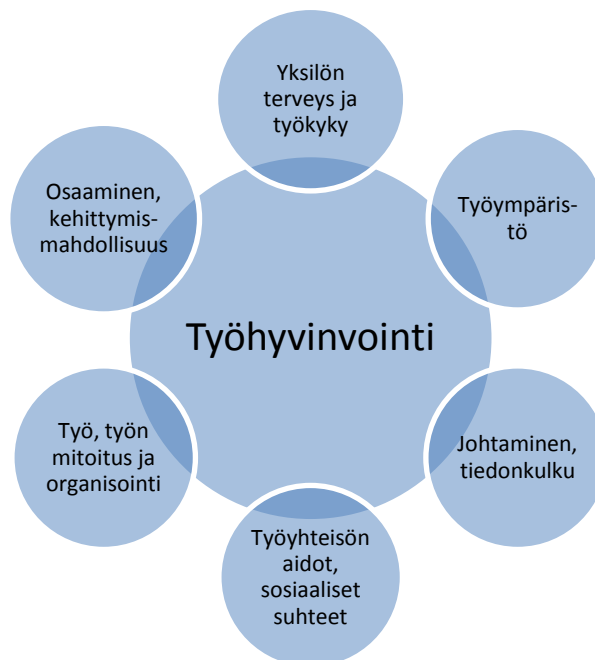 Yksilön
terveys ja
työkyky
Osaaminen,
kehittymis-
mahdollisuus
Työympäris-
tö
Työhyvinvointi
Työ, työn
mitoitus ja
organisointi
Johtaminen,
tiedonkulku
Työyhteisön
aidot,
sosiaaliset
suhteet